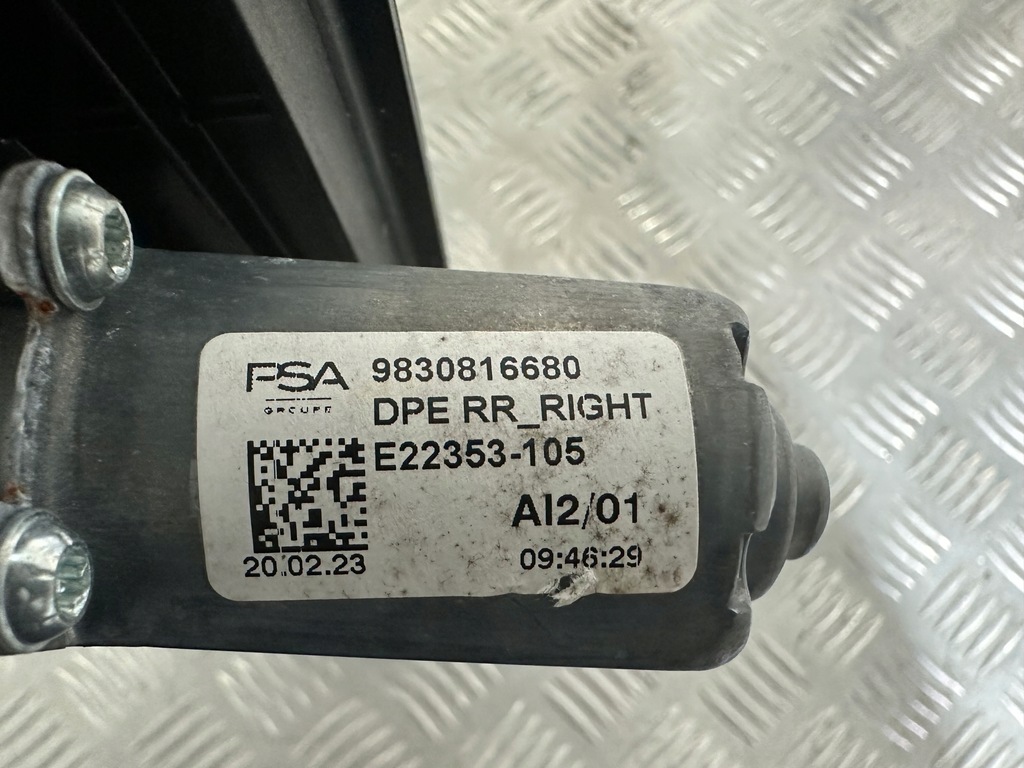 PSA 9830816680
GROUPE DPE RR_RIGHT
E22353-105
AI2/01
20.02.23 09:46:29